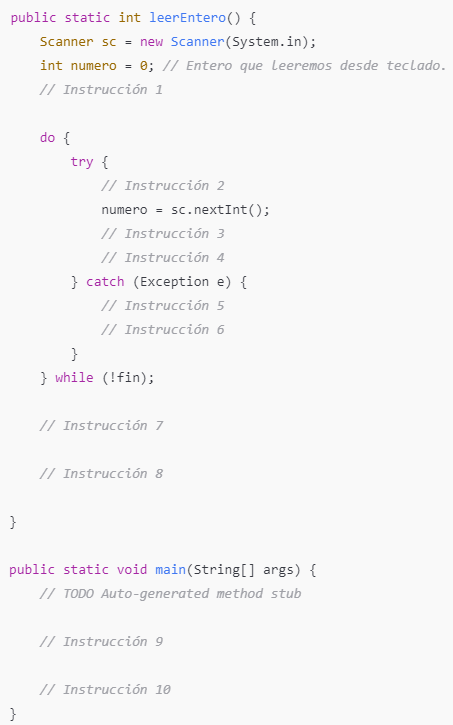 public static int leerEntero() {
    Scanner sc = new Scanner(System.in);
    int numero = 0; // Entero que leeremos desde teclado.
    // Instrucción 1

    do {
        try {
            // Instrucción 2
            numero = sc.nextInt();
            // Instrucción 3
            // Instrucción 4
        } catch (Exception e) {
            // Instrucción 5
            // Instrucción 6
        }
    } while (!fin);

    // Instrucción 7

    // Instrucción 8

}

public static void main(String[] args) {
    // TODO Auto-generated method stub

    // Instrucción 9

    // Instrucción 10
}